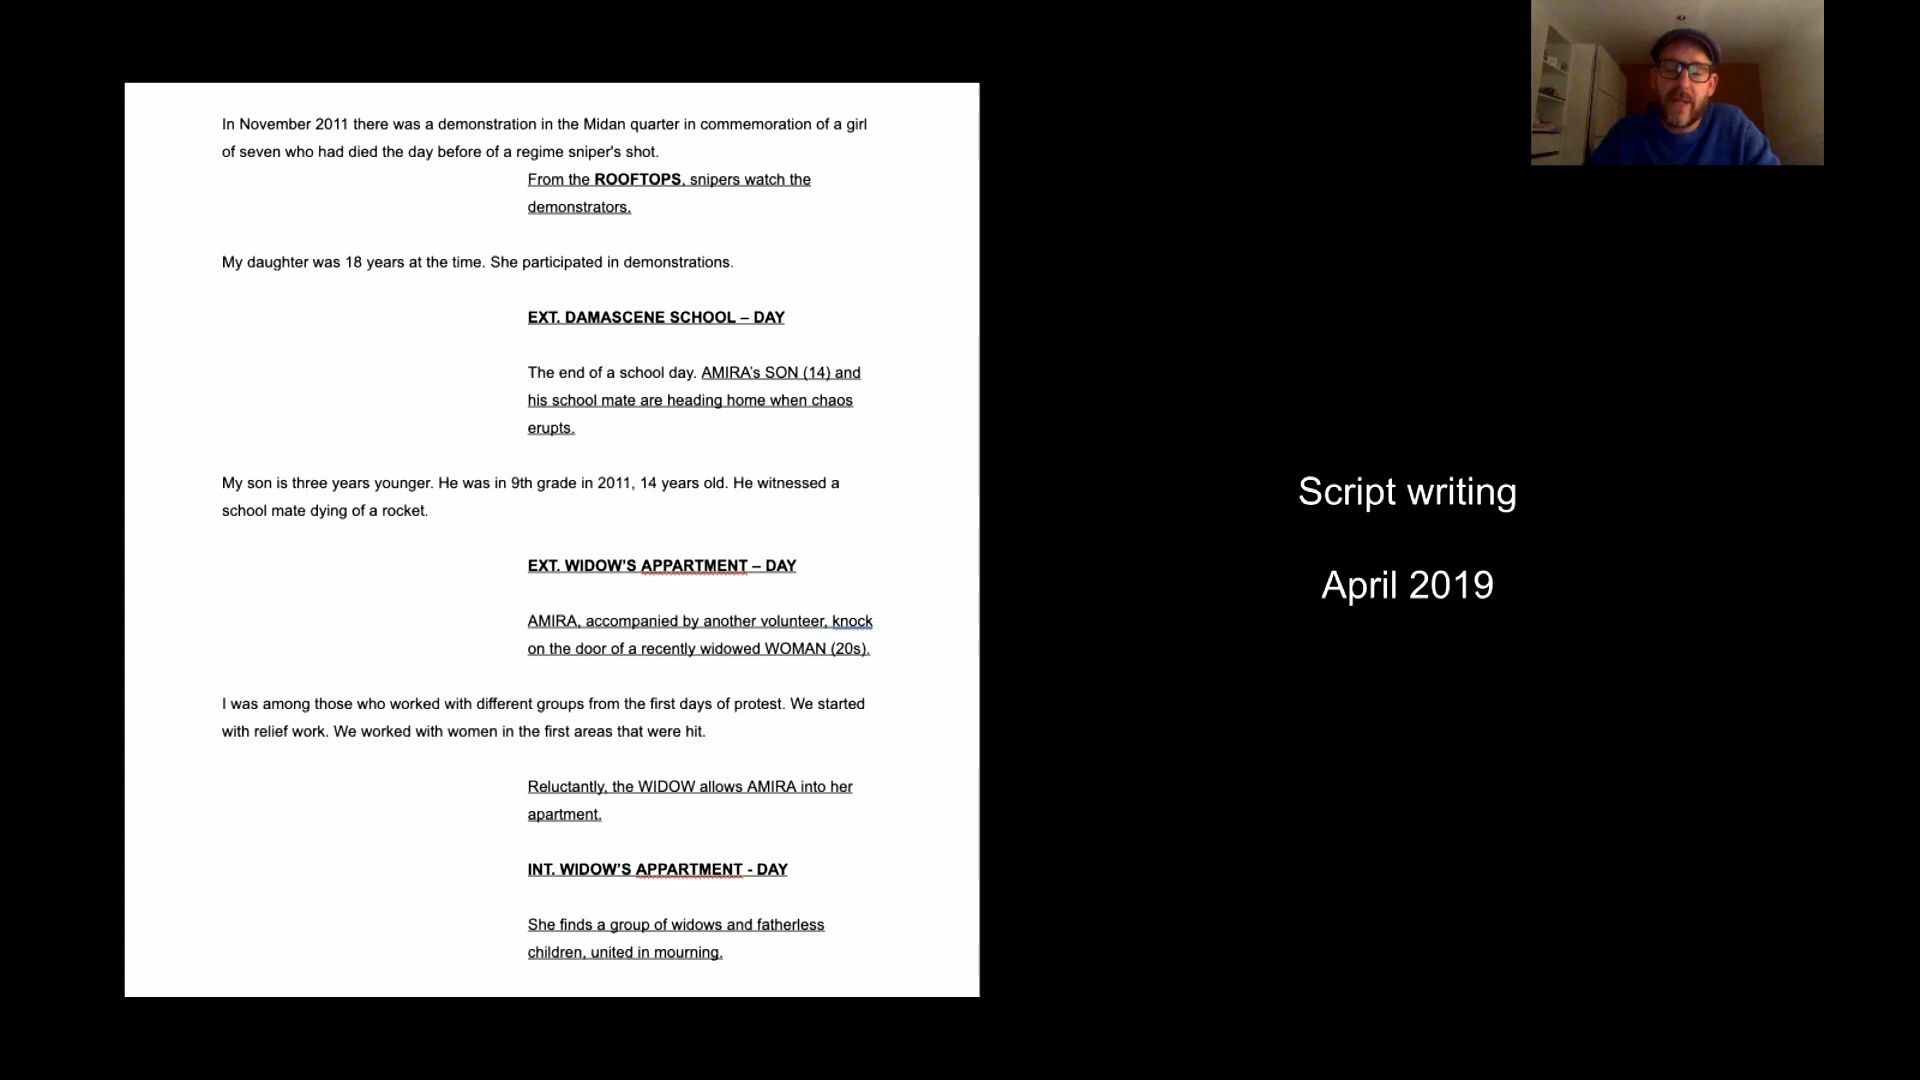 In November 2011 there was a demonstration in the Midan quarter in commemoration of a girl
of seven who had died the day before of a regime sniper's shot.
From the ROOFTOPS, snipers watch the
demonstrators.
My daughter was 18 years at the time. She participated in demonstrations.
EXT. DAMASCENE SCHOOL – DAY
The end of a school day. AMIRA's SON (14) and
his school mate are heading home when chaos
erupts.
My son is three years younger. He was in 9th grade in 2011, 14 years old. He witnessed a
school mate dying of a rocket.
EXT. WIDOW'S APPARTMENT – DAY
AMIRA, accompanied by another volunteer, knock
on the door of a recently widowed WOMAN (20s).
I was among those who worked with different groups from the first days of protest. We started
with relief work. We worked with women in the first areas that were hit.
Reluctantly, the WIDOW allows AMIRA into her
apartment.
INT. WIDOW'S APPARTMENT - DAY
She finds a group of widows and fatherless
children, united in mourning.
Script writing
April 2019